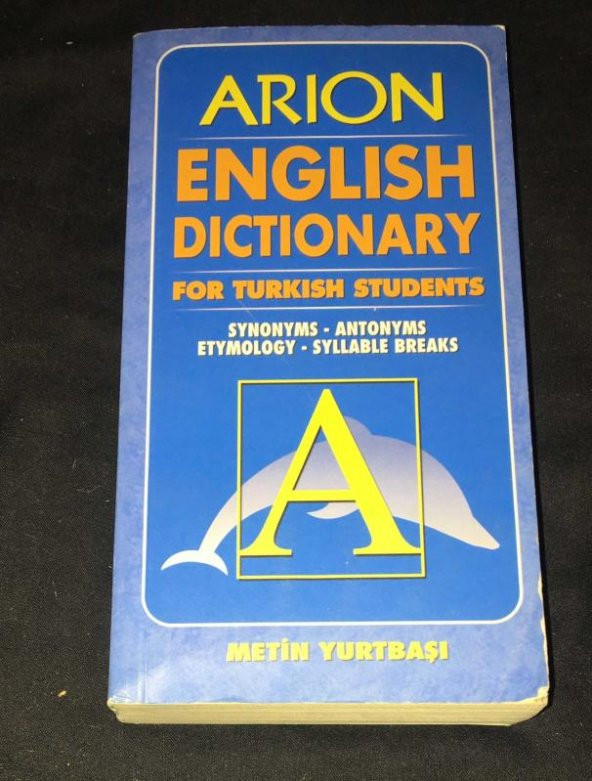 ARION
ENGLISH
DICTIONARY
FOR TURKISH STUDENTS
SYNONYMS - ANTONYMS
ETYMOLOGY - SYLLABLE BREAKS
A
METİN YURTBAŞI